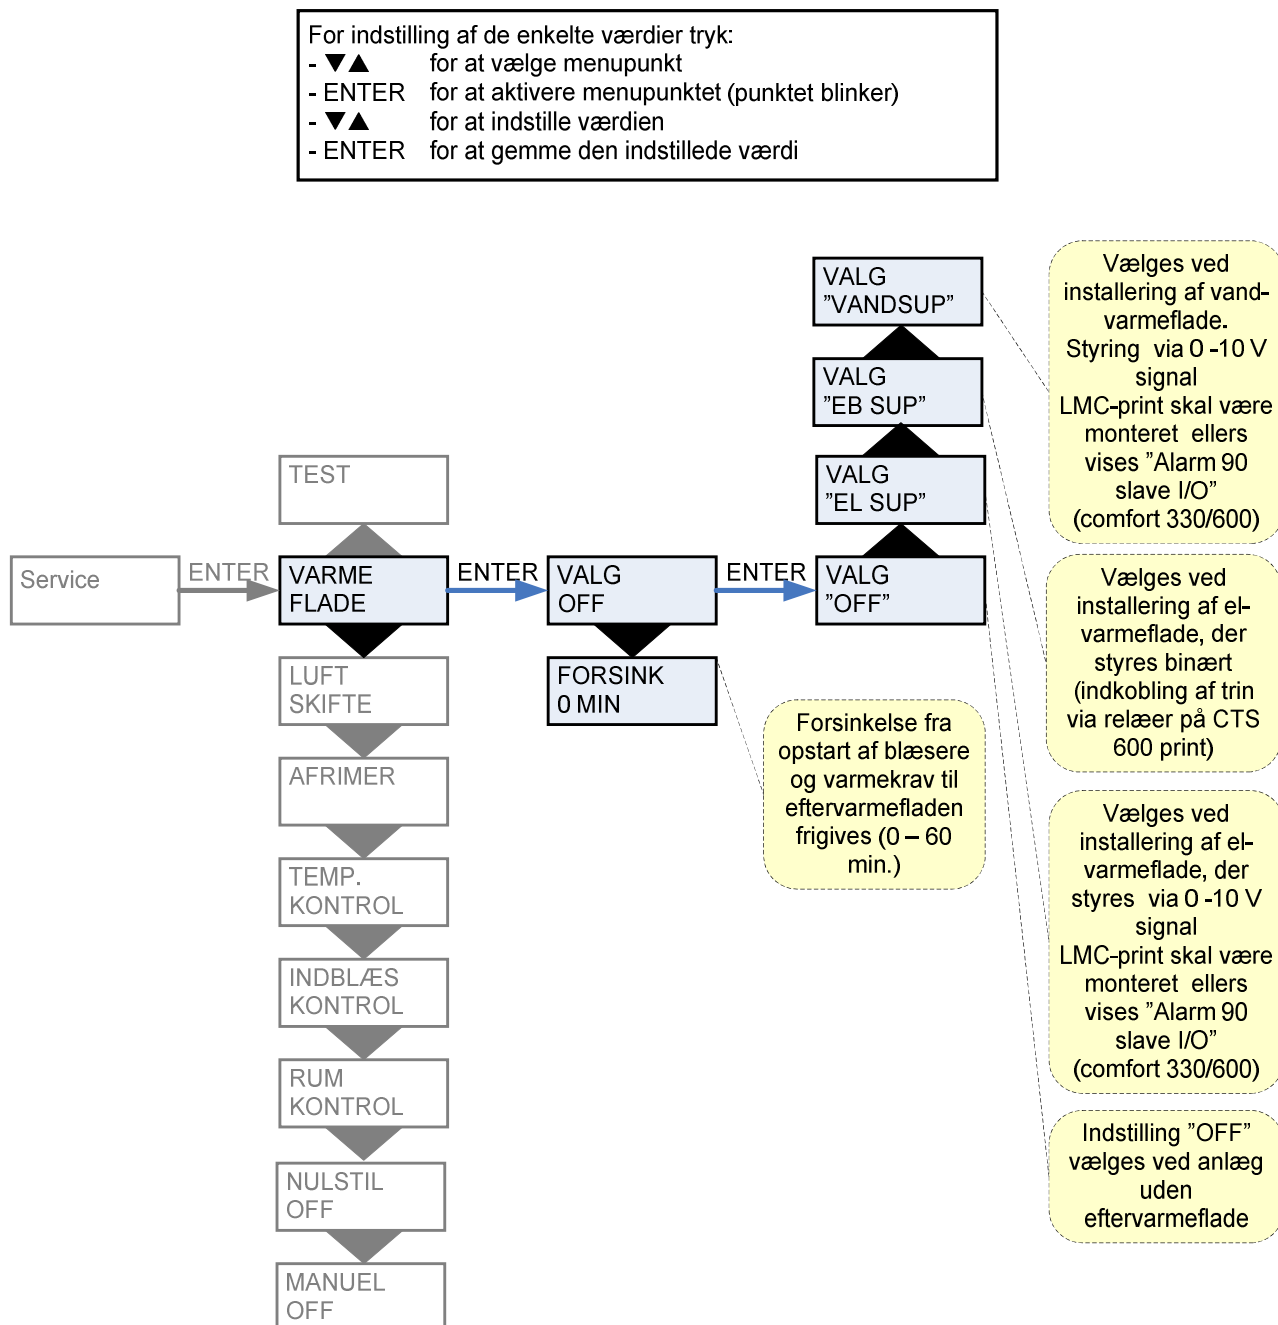 For indstilling af de enkelte værdier tryk:
- ▼▲ for at vælge menupunkt
- ENTER for at aktivere menupunktet (punktet blinker)
- ▼▲ for at indstille værdien
- ENTER for at gemme den indstillede værdi
VALG
"VANDSUP"
VALG
"EB SUP"
VALG
"EL SUP"
TEST
Service
ENTER
VARME
FLADE
ENTER
VALG
OFF
ENTER
VALG
"OFF"
FORSINK
0 MIN
LUFT
SKIFTE
AFRIMER
TEMP.
KONTROL
INDBLÆS
KONTROL
RUM
KONTROL
NULSTIL
OFF
MANUEL
OFF
Forsinkelse fra
opstart af blæsere
og varmekrav til
eftervarmefladen
frigives (0 – 60
min.)
Vælges ved
installering af vand-
varmeflade.
Styring via 0 -10 V
signal
LMC-print skal være
monteret ellers
vises "Alarm 90
slave I/O"
(comfort 330/600)
Vælges ved
installering af el-
varmeflade, der
styres binært
(indkobling af trin
via relæer på CTS
600 print)
Vælges ved
installering af el-
varmeflade, der
styres via 0 -10 V
signal
LMC-print skal være
monteret ellers
vises "Alarm 90
slave I/O"
(comfort 330/600)
Indstilling "OFF"
vælges ved anlæg
uden
eftervarmeflade